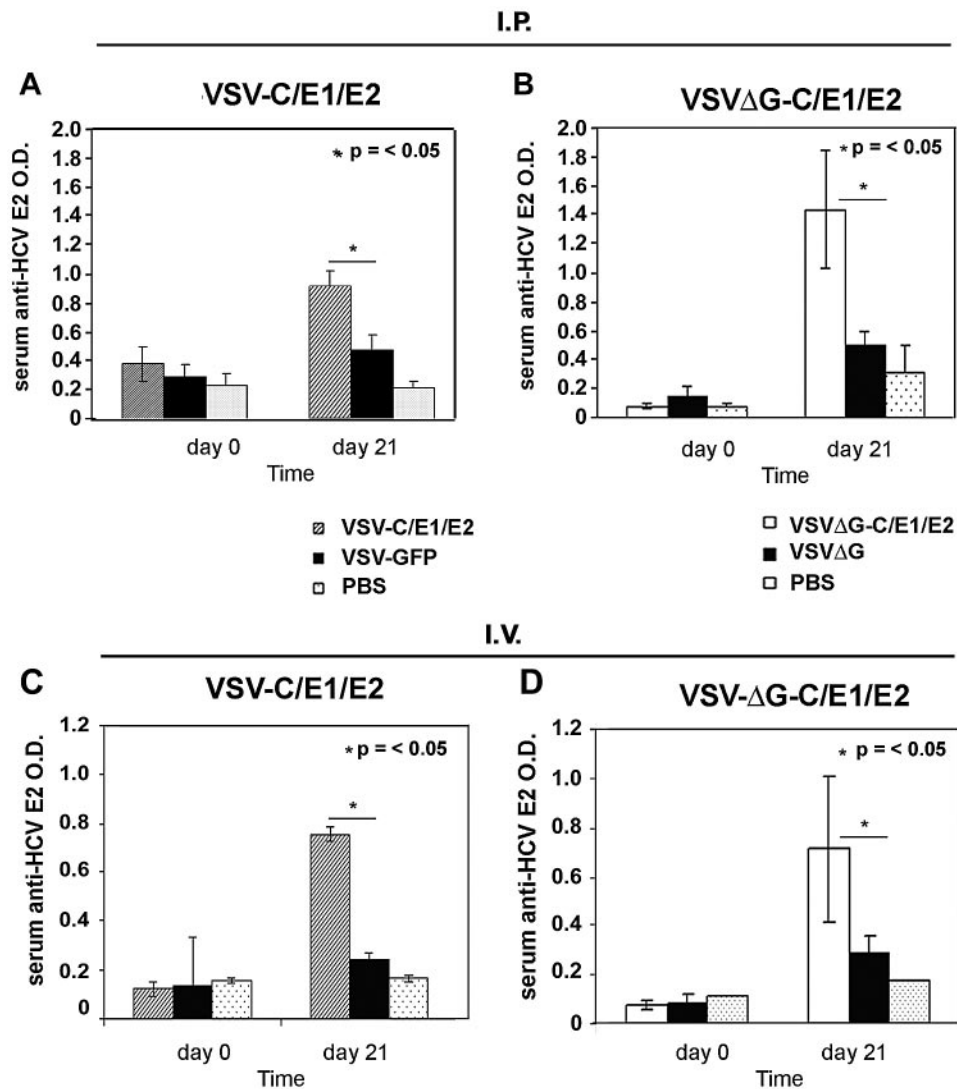 I.P.
A
VSV-C/E1/E2
serum anti-HCV E2 O.D.
2.0
1.8
1.6
1.4
1.2
1.0
0.8
0.6
0.4
0.2
0
* p = < 0.05
*
day 0
day 21
Time
VSV-C/E1/E2
VSV-GFP
PBS
B
VSV∆G-C/E1/E2
serum anti-HCV E2 O.D.
2.0
1.8
1.6
1.4
1.2
1.0
0.8
0.6
0.4
0.2
0
* p = < 0.05
*
day 0
day 21
Time
VSV∆G-C/E1/E2
VSV∆G
PBS
I.V.
C
VSV-C/E1/E2
serum anti-HCV E2 O.D.
1.2
1.0
0.8
0.6
0.4
0.2
0
* p = < 0.05
*
day 0
day 21
Time
D
VSV-∆G-C/E1/E2
serum anti-HCV E2 O.D.
1.2
1.0
0.8
0.6
0.4
0.2
0
* p = < 0.05
*
day 0
day 21
Time